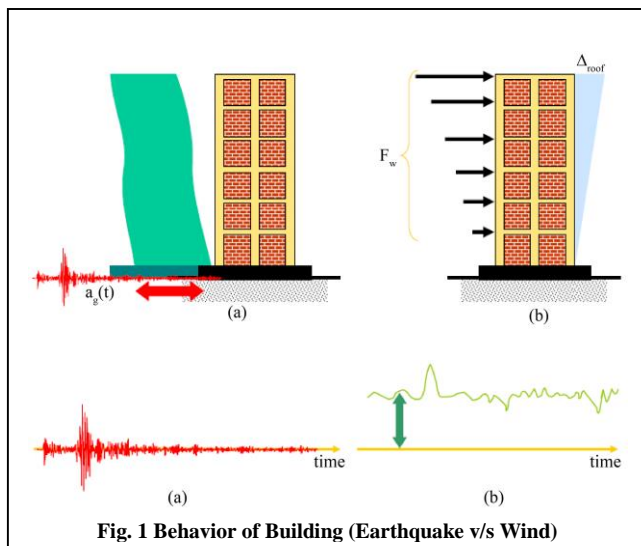 Δroof
Fw
ag(t)
(a)
(b)
time
time
(a)
(b)
Fig. 1 Behavior of Building (Earthquake v/s Wind)